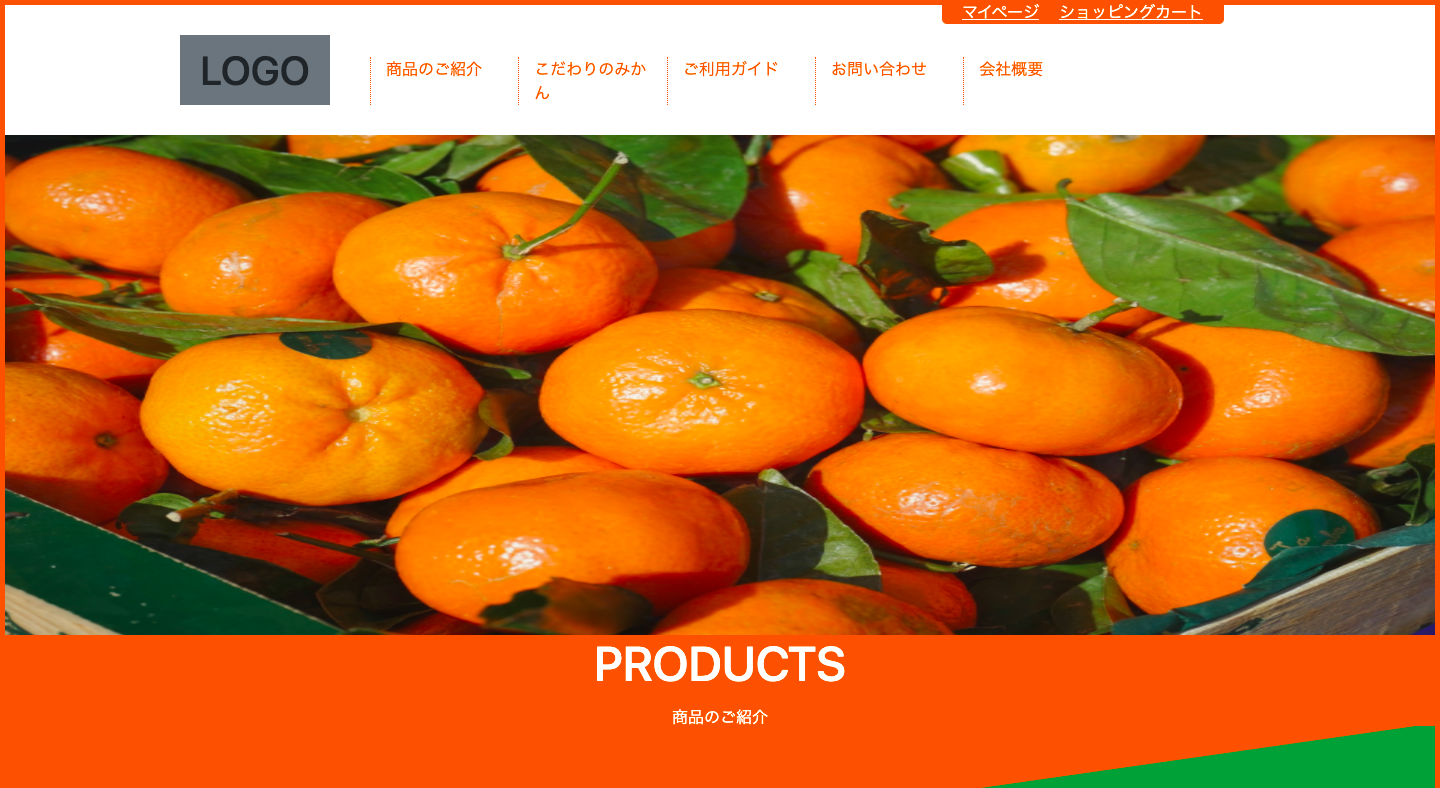 マイページ ショッピングカート
LOGO
商品のご紹介
こだわりのみか
ん
ご利用ガイド
お問い合わせ
会社概要
PRODUCTS
商品のご紹介